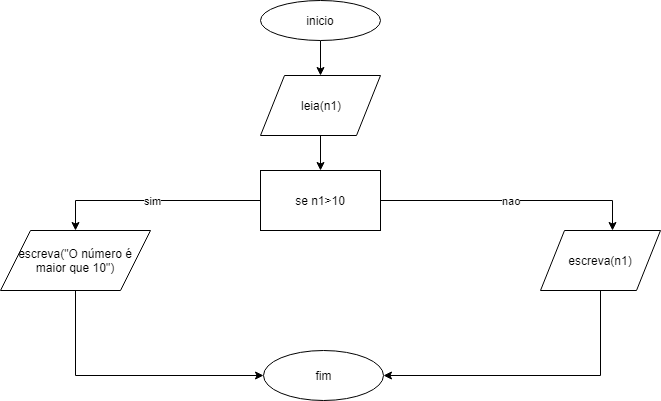 inicio
leia(n1)
se n1>10
sim
nao
escreva("O número é
maior que 10")
escreva(n1)
fim